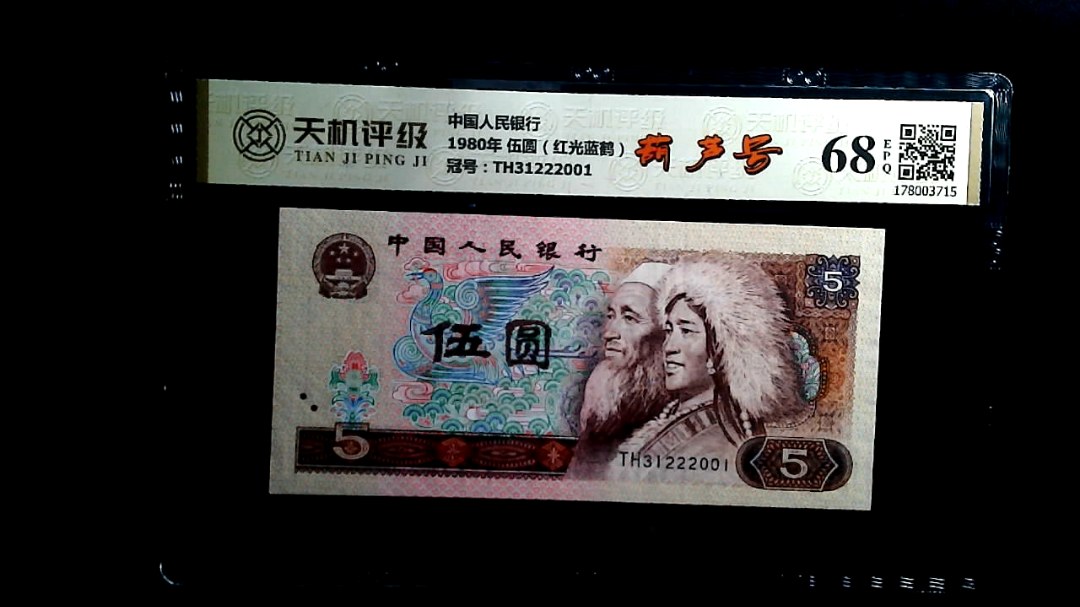 天机评级
TIAN JI PING JI
中国人民银行
1980年 伍圆（红光蓝鹤）
冠号：TH31222001
葫芦号
68
EPQ
178003715
中国人民银行
5
伍圆
5
TH31222001
5